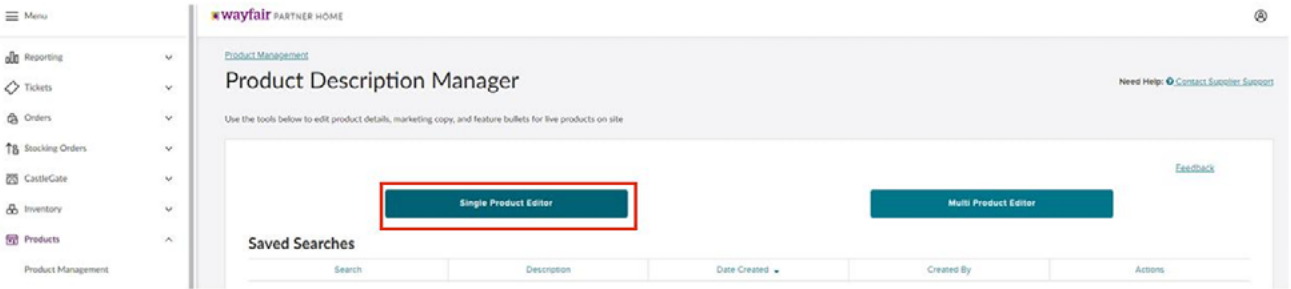 Menu
wayfair PARTNER HOME
Reporting
Tickets
Orders
Stocking Orders
CastleGate
Inventory
Products
Product Management
Product Management
Product Description Manager
Need Help: Contact Supplier Support
Use the tools below to edit product details, marketing copy, and feature bullets for live products on site
Feedback
Single Product Editor
Multi Product Editor
Saved Searches
Search Description Date Created Created By Actions